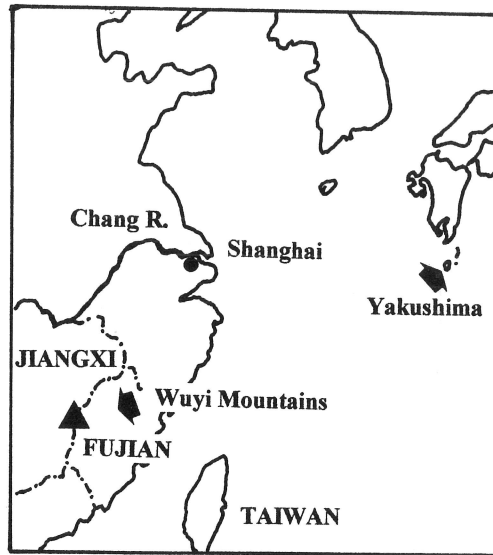 Chang R.
Shanghai
Yakushima
JIANGXI
Wuyi Mountains
FUJIAN
TAIWAN